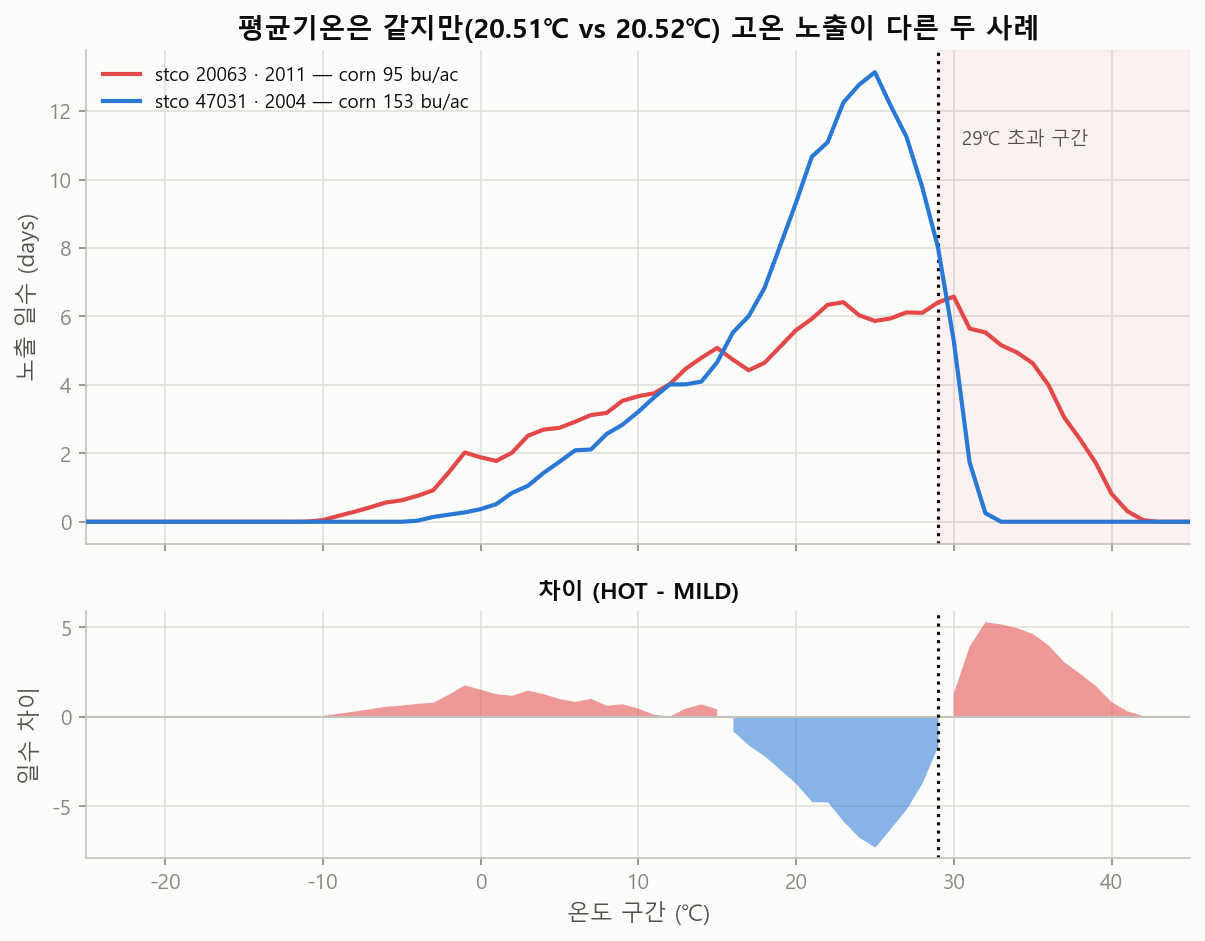 평균기온은 같지만(20.51℃ vs 20.52℃) 고온 노출이 다른 두 사례
stco 20063 · 2011 — corn 95 bu/ac
stco 47031 · 2004 — corn 153 bu/ac
29℃ 초과 구간
노출 일수 (days)
12
10
8
6
4
2
0
차이 (HOT - MILD)
일수 차이
5
0
-5
-20
-10
0
10
20
30
40
온도 구간 (℃)